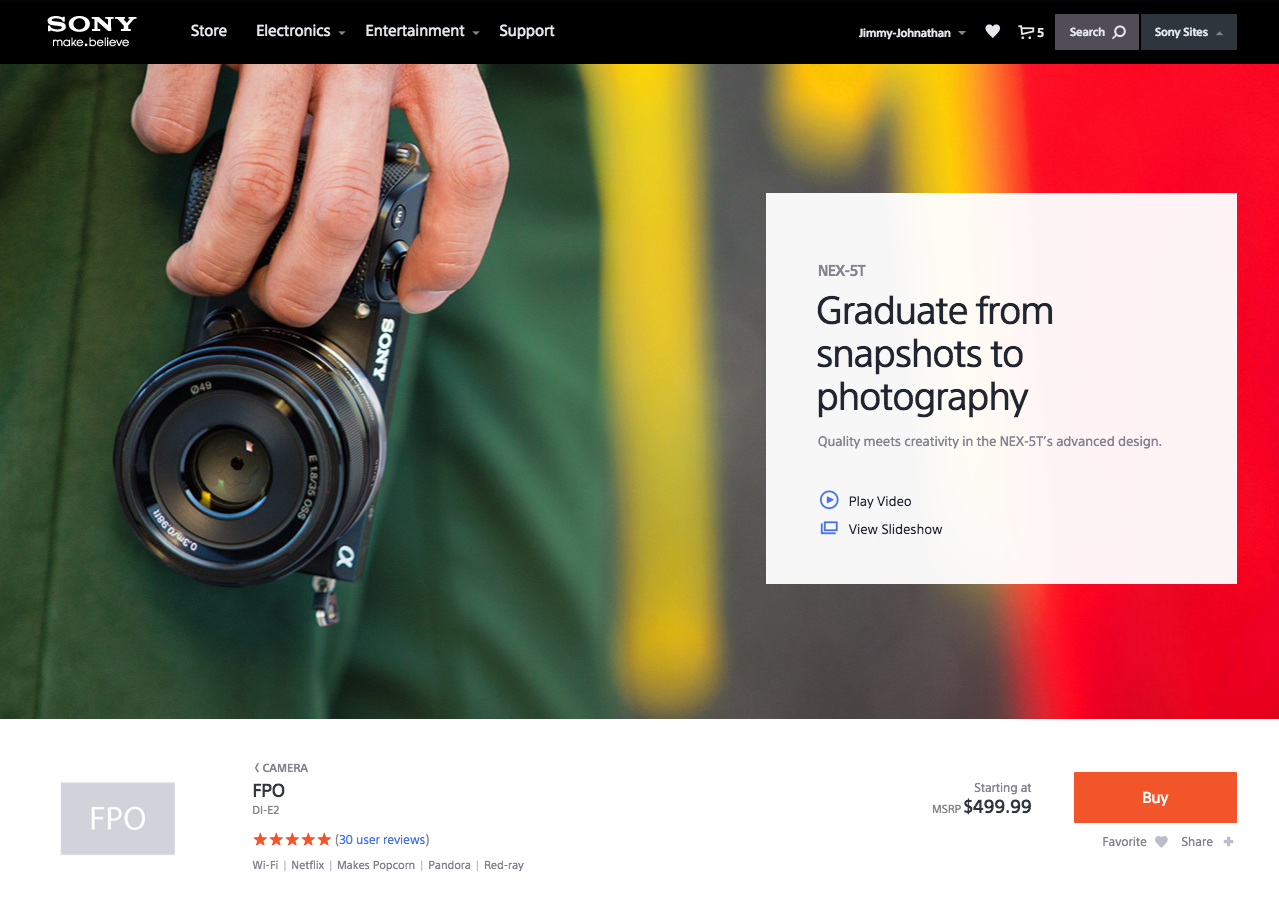 SONY
make.believe
Store Electronics Entertainment Support
Jimmy-Johnathan 5 Search Sony Sites
Fn
SONY
Ø49
E 1.8/35 OSS
0.3m/0.98ft
α
NEX-5T
Graduate from
snapshots to
photography
Quality meets creativity in the NEX-5T’s advanced design.
Play Video
View Slideshow
CAMERA
FPO
FPO
DI-E2
(30 user reviews)
Wi-Fi | Netflix | Makes Popcorn | Pandora | Red-ray
Starting at
MSRP $499.99
Buy
Favorite Share